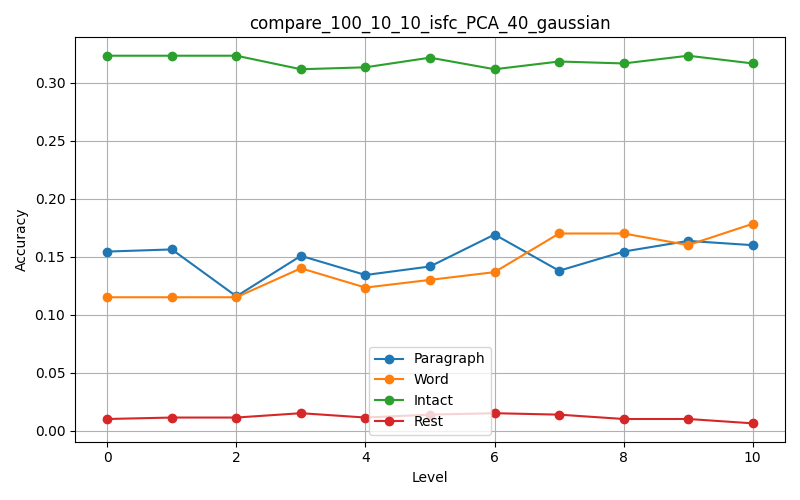 compare_100_10_10_isfc_PCA_40_gaussian
Accuracy
0.30
0.25
0.20
0.15
0.10
0.05
0.00
Paragraph
Word
Intact
Rest
0 2 4 6 8 10
Level